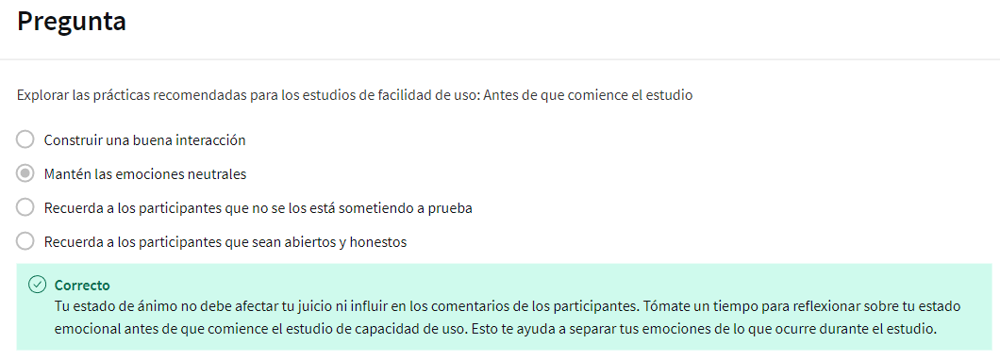 Pregunta
Explorar las prácticas recomendadas para los estudios de facilidad de uso: Antes de que comience el estudio
Construir una buena interacción
Mantén las emociones neutrales
Recuerda a los participantes que no se los está sometiendo a prueba
Recuerda a los participantes que sean abiertos y honestos
Correcto
Tu estado de ánimo no debe afectar tu juicio ni influir en los comentarios de los participantes. Tómate un tiempo para reflexionar sobre tu estado
emocional antes de que comience el estudio de capacidad de uso. Esto te ayuda a separar tus emociones de lo que ocurre durante el estudio.